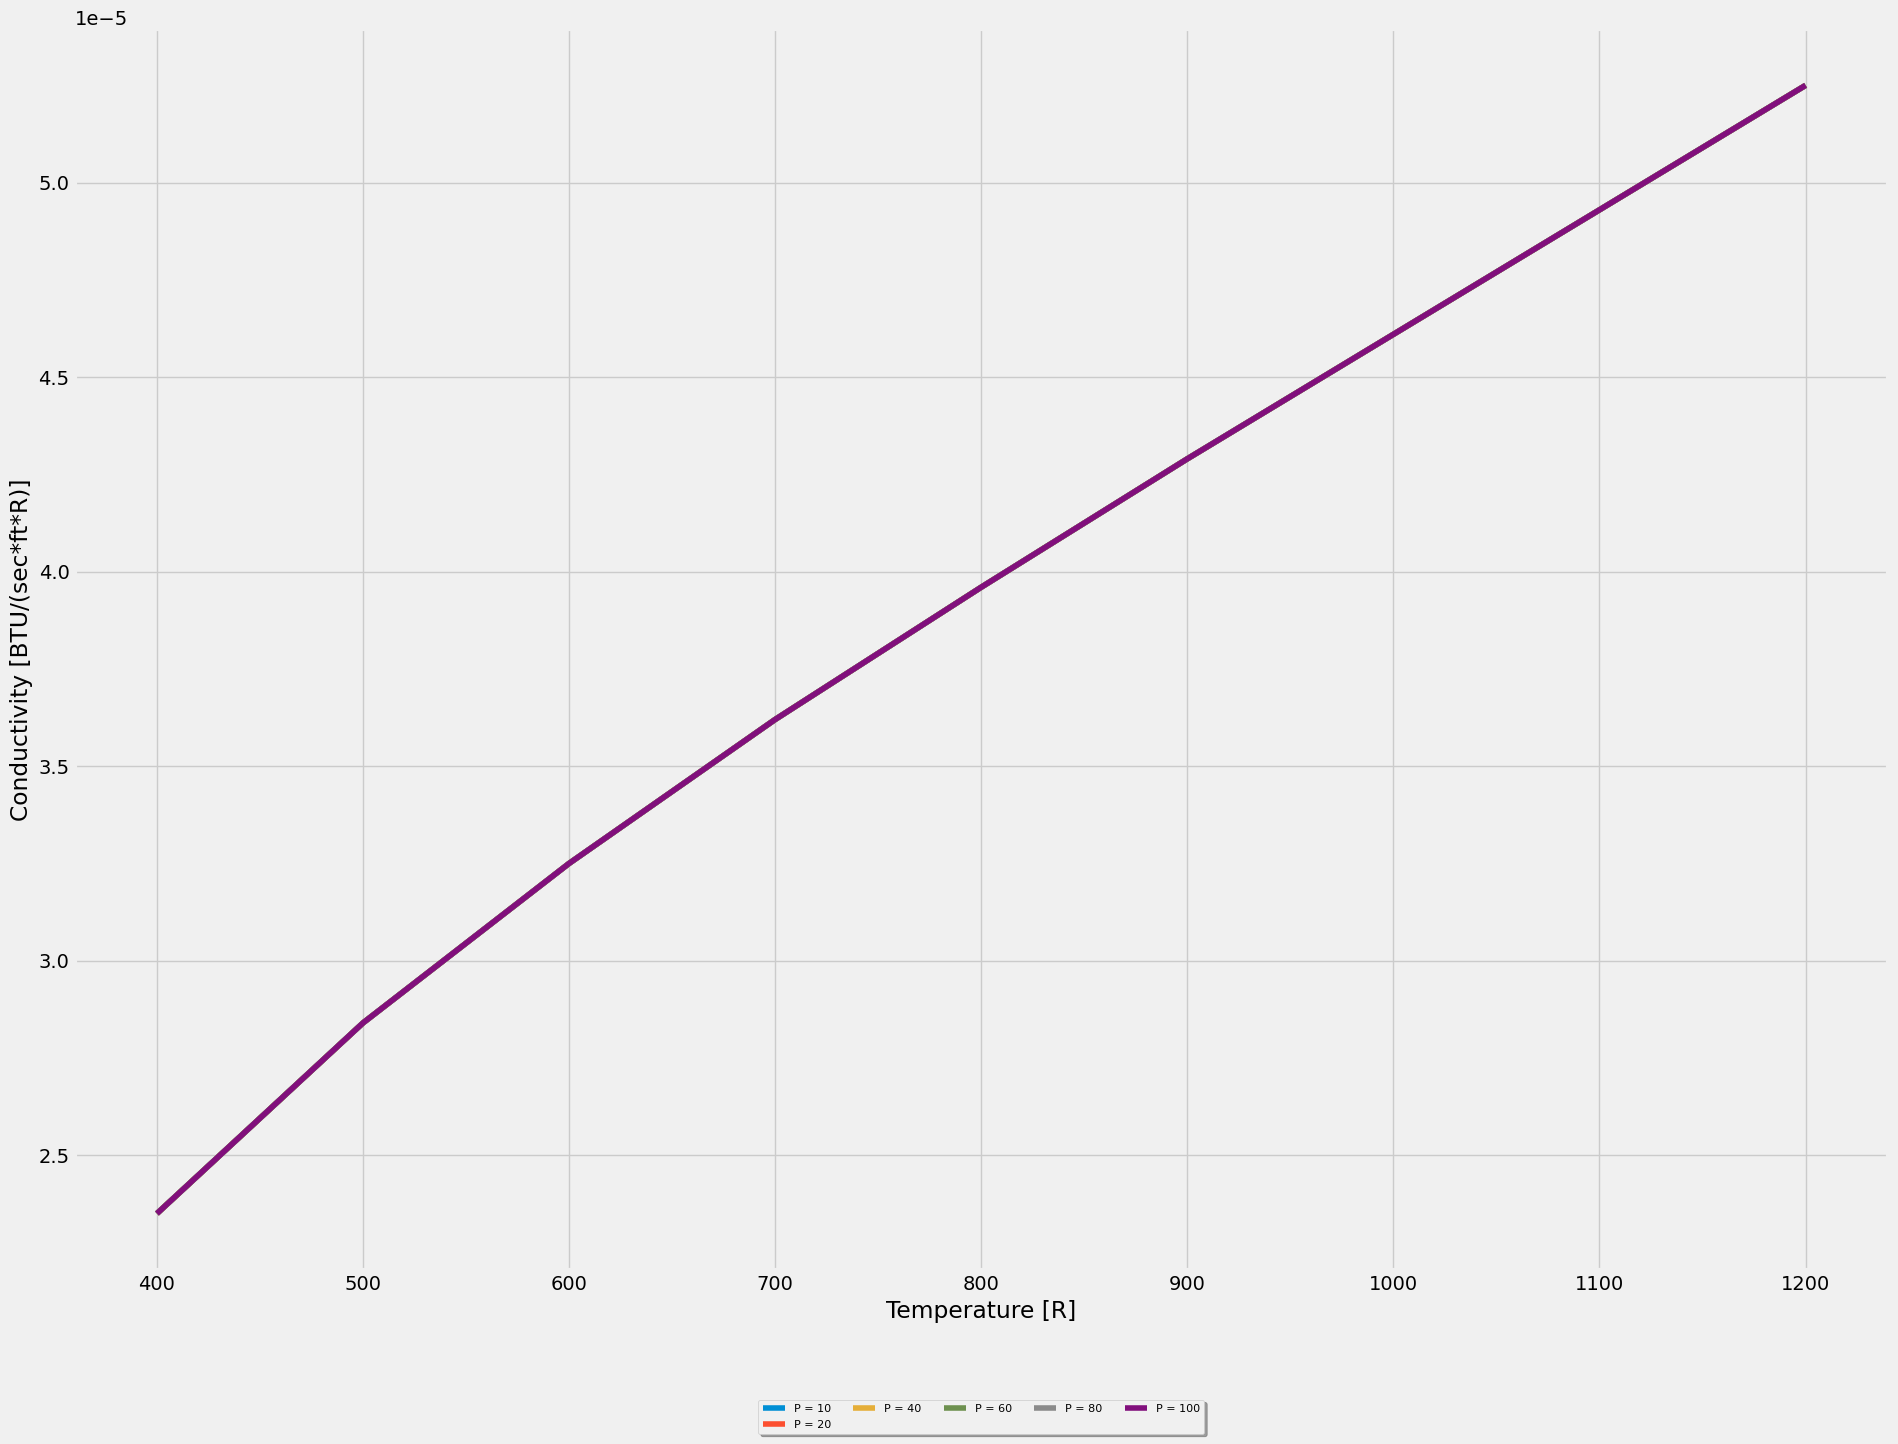 1e−5
5.0
4.5
4.0
3.5
3.0
2.5
Conductivity [BTU/(sec*ft*R)]
400 500 600 700 800 900 1000 1100 1200
Temperature [R]
P = 10 P = 40 P = 60 P = 80 P = 100
P = 20